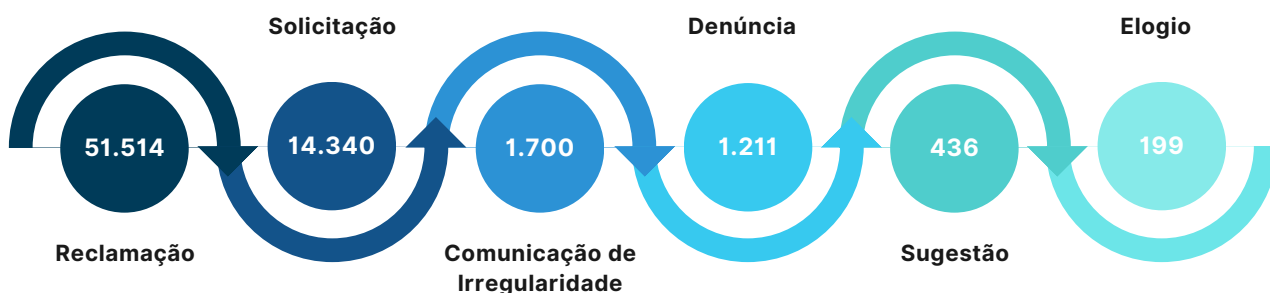 Solicitação
Denúncia
Elogio
51.514
14.340
1.700
1.211
436
199
Reclamação
Comunicação de
Irregularidade
Sugestão